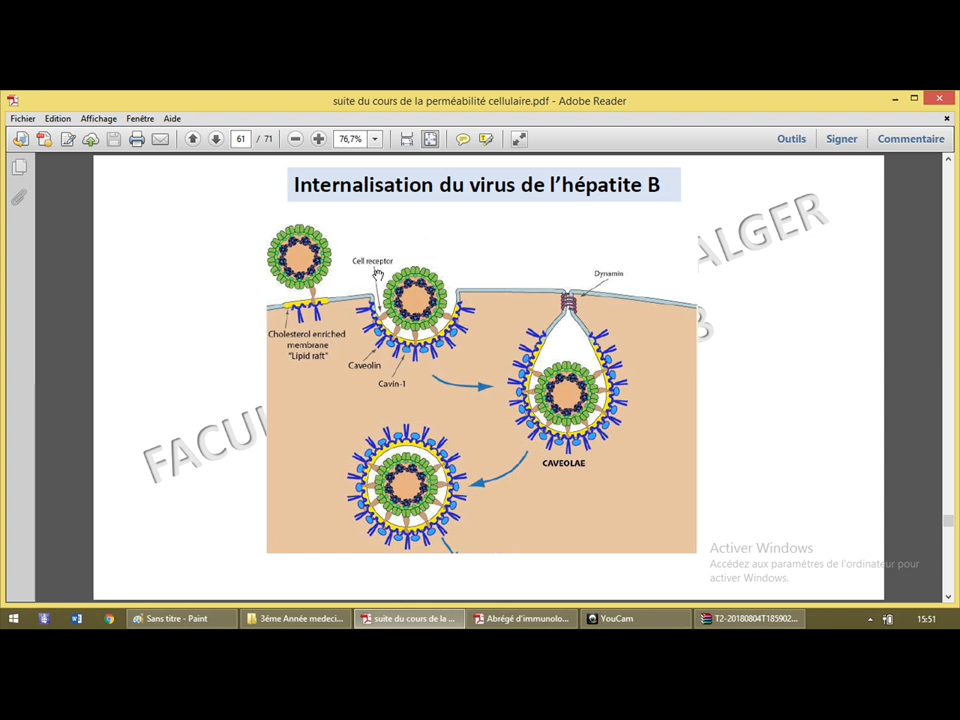 suite du cours de la perméabilité cellulaire.pdf - Adobe Reader
Fichier Edition Affichage Fenêtre Aide
61 / 71 76,7% Outils Signer Commentaire
Internalisation du virus de l’hépatite B
ALGER
Cell receptor
Dynamin
Cholesterol enriched
membrane
"Lipid raft"
B
Caveolin
Cavin-1
FACUL
CAVEOLAE
Activer Windows
Accédez aux paramètres de l'ordinateur pour
activer Windows.
Sans titre - Paint 3éme Année medeci... suite du cours de la ... Abrégé d'immunolo... YouCam T2-20180804T185902... 15:51